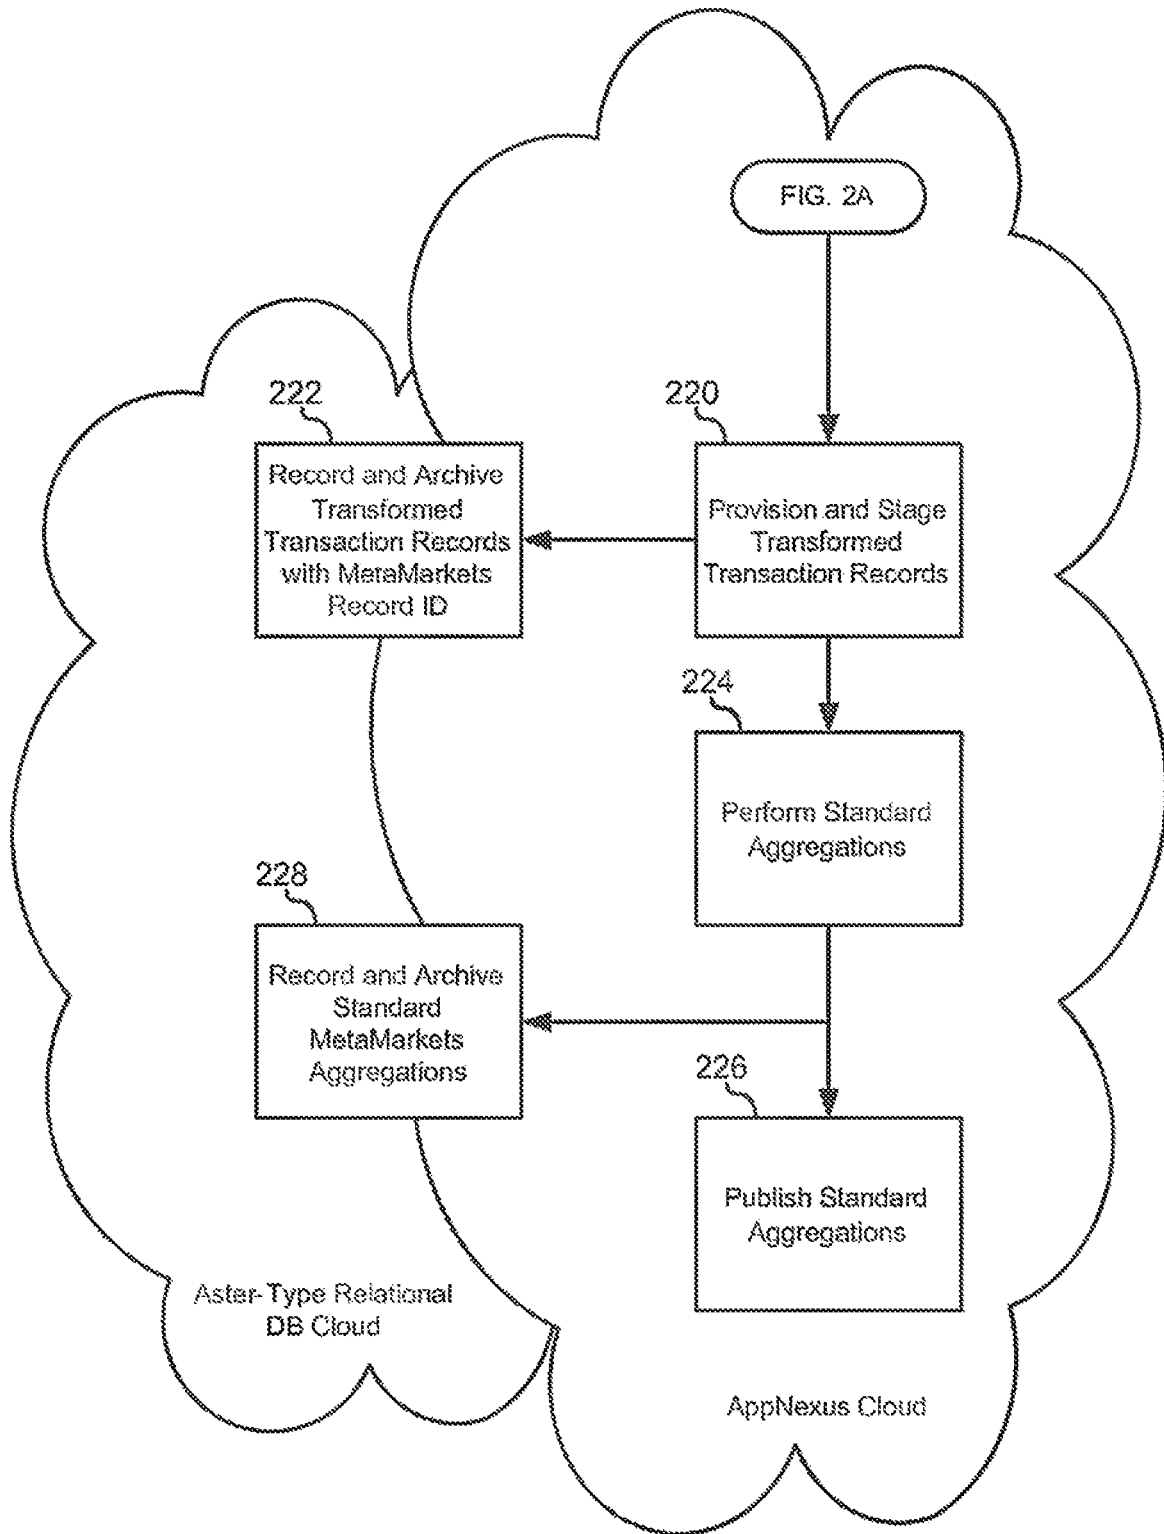 FIG. 2A
222
Record and Archive
Transformed
Transaction Records
with MetaMarkets
Record ID
220
Provision and Stage
Transformed
Transaction Records
224
Perform Standard
Aggregations
228
Record and Archive
Standard
MetaMarkets
Aggregations
226
Publish Standard
Aggregations
Aster-Type Relational
DB Cloud
AppNexus Cloud